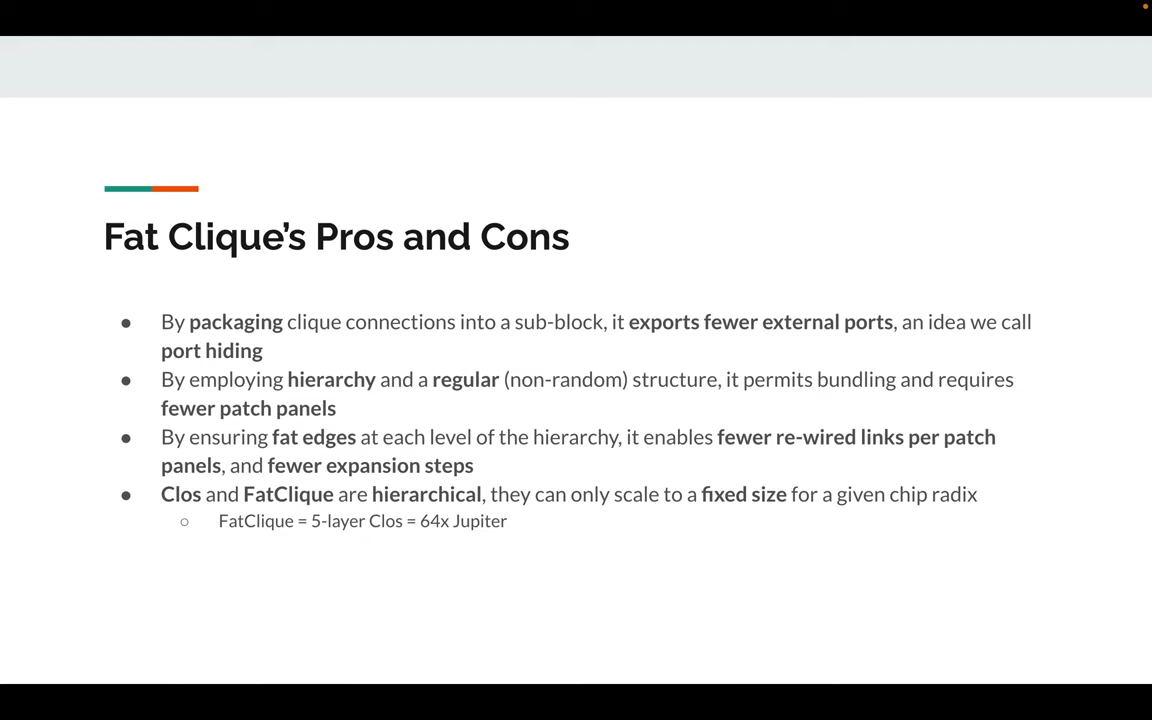 Fat Clique’s Pros and Cons
● By packaging clique connections into a sub-block, it exports fewer external ports, an idea we call
port hiding
● By employing hierarchy and a regular (non-random) structure, it permits bundling and requires
fewer patch panels
● By ensuring fat edges at each level of the hierarchy, it enables fewer re-wired links per patch
panels, and fewer expansion steps
● Clos and FatClique are hierarchical, they can only scale to a fixed size for a given chip radix
○ FatClique = 5-layer Clos = 64x Jupiter